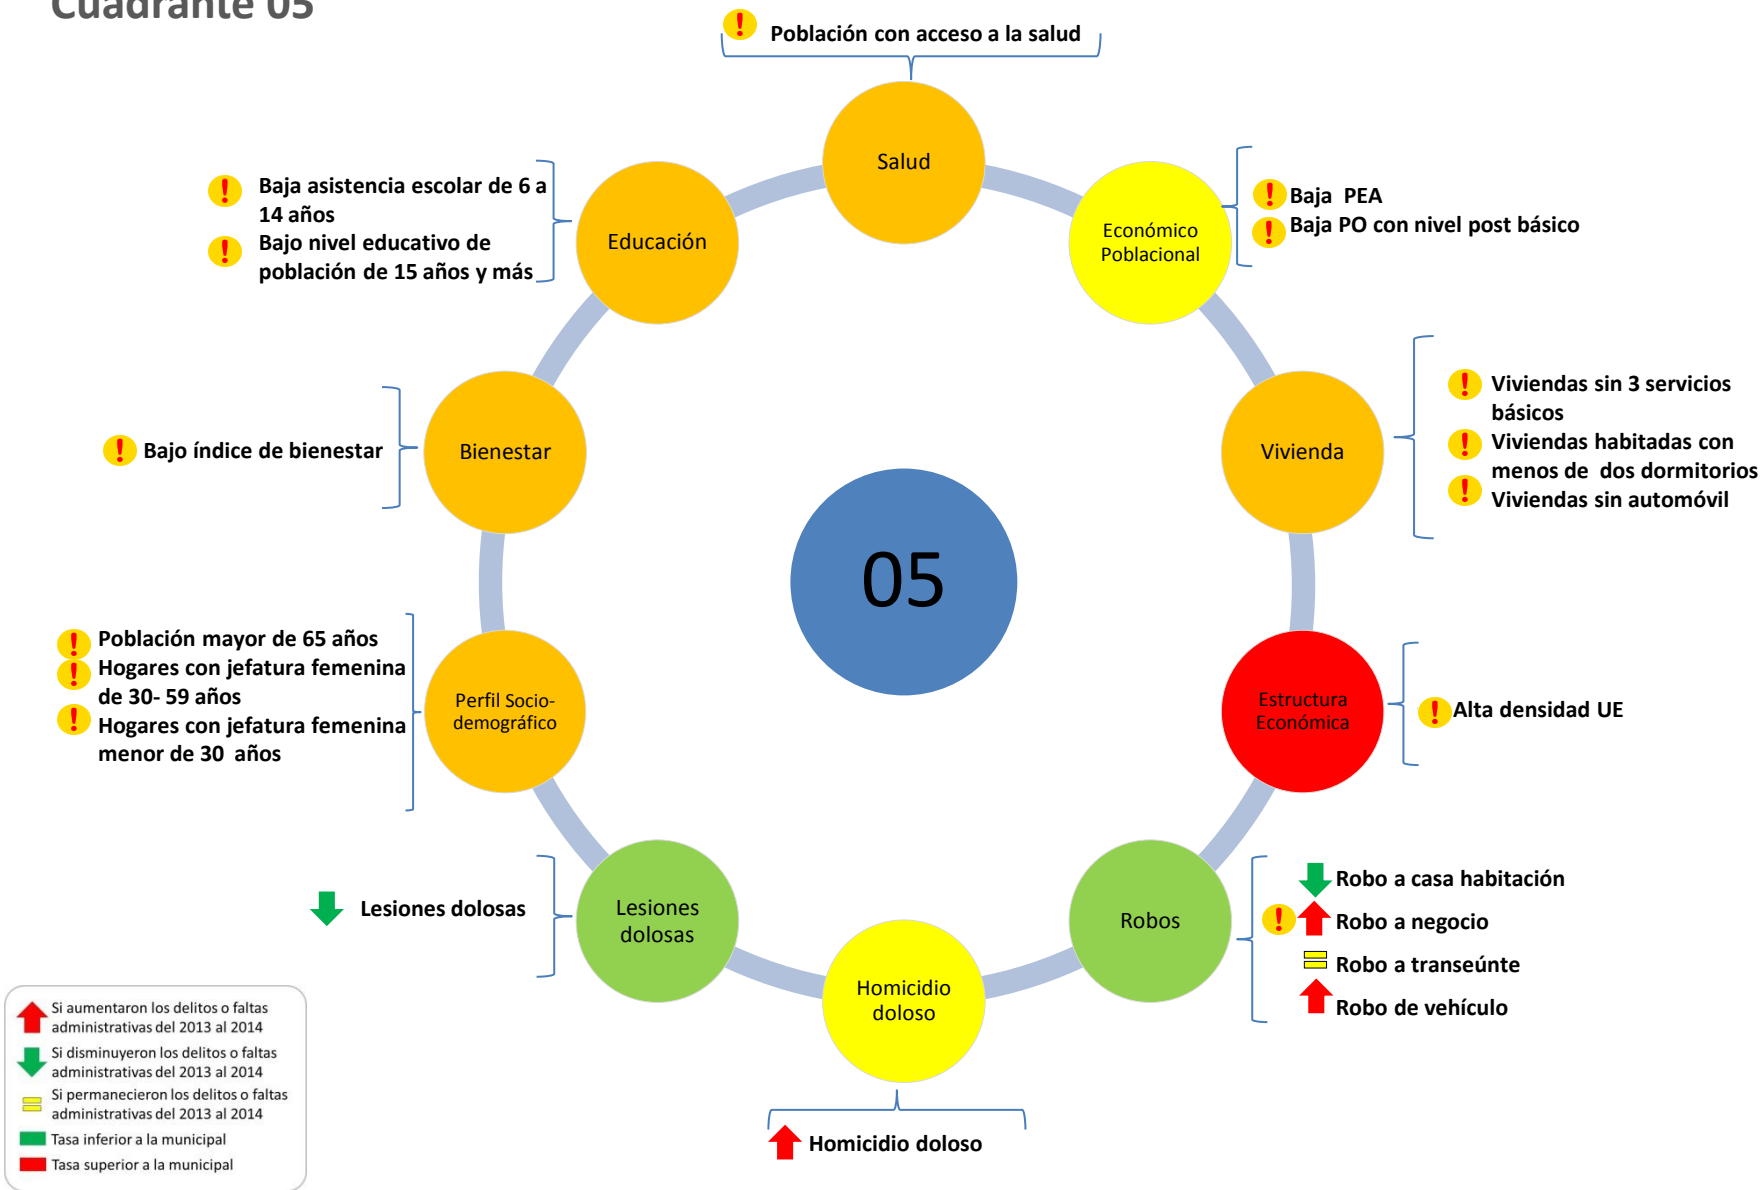 Cuadrante 05
Población con acceso a la salud
Salud
Baja asistencia escolar de 6 a
14 años
Bajo nivel educativo de
población de 15 años y más
Educación
Económico
Poblacional
Baja PEA
Baja PO con nivel post básico
Bajo índice de bienestar
Bienestar
Vivienda
Viviendas sin 3 servicios
básicos
Viviendas habitadas con
menos de dos dormitorios
Viviendas sin automóvil
05
Población mayor de 65 años
Hogares con jefatura femenina
de 30- 59 años
Hogares con jefatura femenina
menor de 30 años
Perfil Socio-
demográfico
Estructura
Económica
Alta densidad UE
Lesiones dolosas
Lesiones
dolosas
Robos
Robo a casa habitación
Robo a negocio
Robo a transeúnte
Robo de vehículo
Homicidio
doloso
Homicidio doloso
Si aumentaron los delitos o faltas
administrativas del 2013 al 2014
Si disminuyeron los delitos o faltas
administrativas del 2013 al 2014
Si permanecieron los delitos o faltas
administrativas del 2013 al 2014
Tasa inferior a la municipal
Tasa superior a la municipal